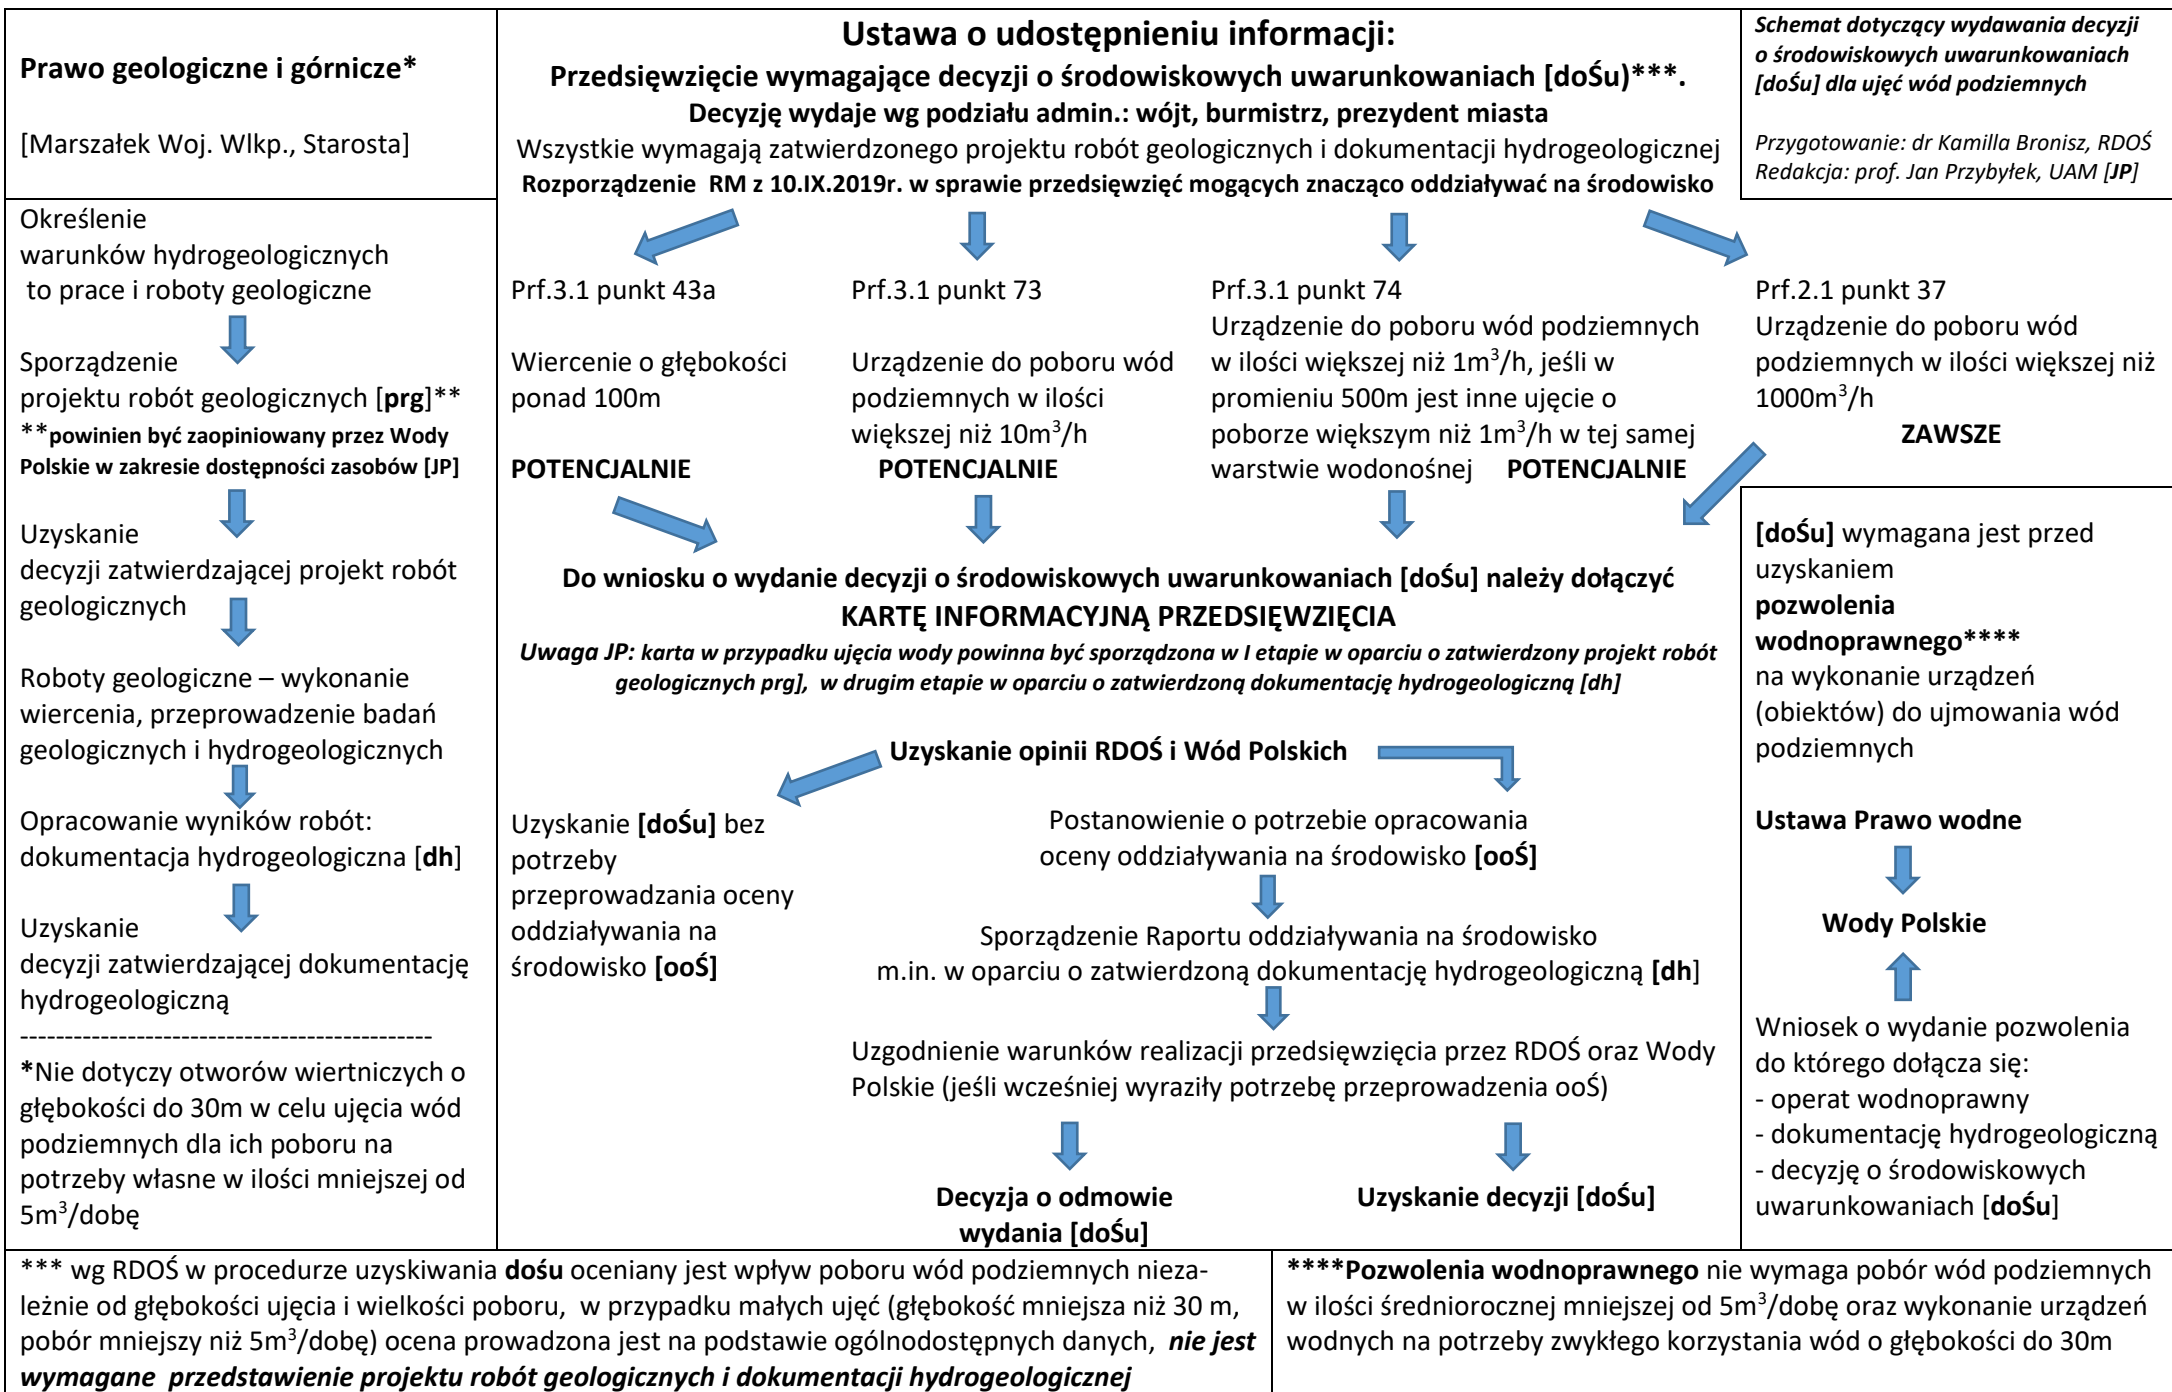 Prawo geologiczne i górnicze*
[Marszałek Woj. Wlkp., Starosta]
Ustawa o udostępnieniu informacji:
Przedsięwzięcie wymagające decyzji o środowiskowych uwarunkowaniach [doŚu)***.
Decyzję wydaje wg podziału admin.: wójt, burmistrz, prezydent miasta
Wszystkie wymagają zatwierdzonego projektu robót geologicznych i dokumentacji hydrogeologicznej
Rozporządzenie RM z 10.IX.2019r. w sprawie przedsięwzięć mogących znacząco oddziaływać na środowisko
Schemat dotyczący wydawania decyzji
o środowiskowych uwarunkowaniach
[doŚu] dla ujęć wód podziemnych
Przygotowanie: dr Kamilla Bronisz, RDOŚ
Redakcja: prof. Jan Przybyłek, UAM [JP]
Określenie
warunków hydrogeologicznych
to prace i roboty geologiczne
Sporządzenie
projektu robót geologicznych [prg]**
**powinien być zaopiniowany przez Wody
Polskie w zakresie dostępności zasobów [JP]
Uzyskanie
decyzji zatwierdzającej projekt robót
geologicznych
Roboty geologiczne – wykonanie
wiercenia, przeprowadzenie badań
geologicznych i hydrogeologicznych
Opracowanie wyników robót:
dokumentacja hydrogeologiczna [dh]
Uzyskanie
decyzji zatwierdzającej dokumentację
hydrogeologiczną
----------------------------------------------
*Nie dotyczy otworów wiertniczych o
głębokości do 30m w celu ujęcia wód
podziemnych dla ich poboru na
potrzeby własne w ilości mniejszej od
5m³/dobę
Prf.3.1 punkt 43a
Wiercenie o głębokości
ponad 100m
POTENCJALNIE
Prf.3.1 punkt 73
Urządzenie do poboru wód
podziemnych w ilości
większej niż 10m³/h
POTENCJALNIE
Prf.3.1 punkt 74
Urządzenie do poboru wód podziemnych
w ilości większej niż 1m³/h, jeśli w
promieniu 500m jest inne ujęcie o
poborze większym niż 1m³/h w tej samej
warstwie wodonośnej POTENCJALNIE
Prf.2.1 punkt 37
Urządzenie do poboru wód
podziemnych w ilości większej niż
1000m³/h
ZAWSZE
Do wniosku o wydanie decyzji o środowiskowych uwarunkowaniach [doŚu] należy dołączyć
KARTĘ INFORMACYJNĄ PRZEDSIĘWZIĘCIA
Uwaga JP: karta w przypadku ujęcia wody powinna być sporządzona w I etapie w oparciu o zatwierdzony projekt robót
geologicznych prg], w drugim etapie w oparciu o zatwierdzoną dokumentację hydrogeologiczną [dh]
Uzyskanie opinii RDOŚ i Wód Polskich
Uzyskanie [doŚu] bez
potrzeby
przeprowadzania oceny
oddziaływania na
środowisko [ooŚ]
Postanowienie o potrzebie opracowania
oceny oddziaływania na środowisko [ooŚ]
Sporządzenie Raportu oddziaływania na środowisko
m.in. w oparciu o zatwierdzoną dokumentację hydrogeologiczną [dh]
Uzgodnienie warunków realizacji przedsięwzięcia przez RDOŚ oraz Wody
Polskie (jeśli wcześniej wyraziły potrzebę przeprowadzenia ooŚ)
Decyzja o odmowie
wydania [doŚu]
Uzyskanie decyzji [doŚu]
[doŚu] wymagana jest przed
uzyskaniem
pozwolenia
wodnoprawnego****
na wykonanie urządzeń
(obiektów) do ujmowania wód
podziemnych
Ustawa Prawo wodne
Wody Polskie
Wniosek o wydanie pozwolenia
do którego dołącza się:
- operat wodnoprawny
- dokumentację hydrogeologiczną
- decyzję o środowiskowych
uwarunkowaniach [doŚu]
*** wg RDOŚ w procedurze uzyskiwania dośu oceniany jest wpływ poboru wód podziemnych nieza-
leżnie od głębokości ujęcia i wielkości poboru, w przypadku małych ujęć (głębokość mniejsza niż 30 m,
pobór mniejszy niż 5m³/dobę) ocena prowadzona jest na podstawie ogólnodostępnych danych, nie jest
wymagane przedstawienie projektu robót geologicznych i dokumentacji hydrogeologicznej
****Pozwolenia wodnoprawnego nie wymaga pobór wód podziemnych
w ilości średniorocznej mniejszej od 5m³/dobę oraz wykonanie urządzeń
wodnych na potrzeby zwykłego korzystania wód o głębokości do 30m